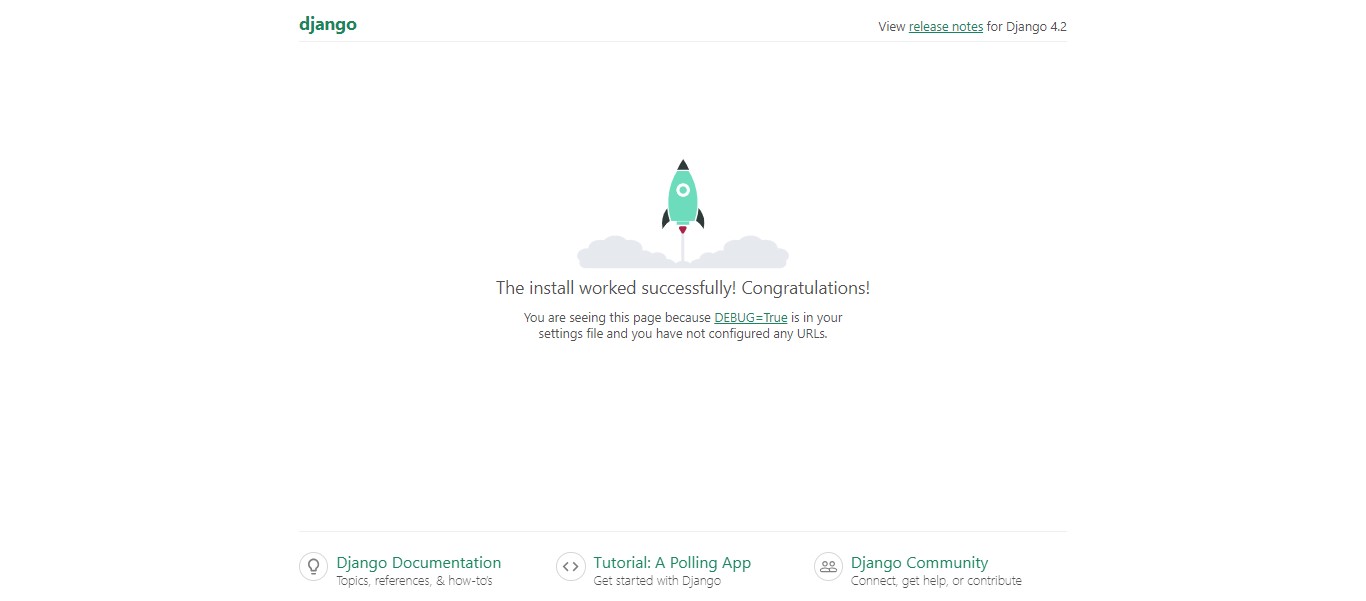 django
View release notes for Django 4.2
The install worked successfully! Congratulations!
You are seeing this page because DEBUG=True is in your
settings file and you have not configured any URLs.
Django Documentation
Topics, references, & how-to's
Tutorial: A Polling App
Get started with Django
Django Community
Connect, get help, or contribute